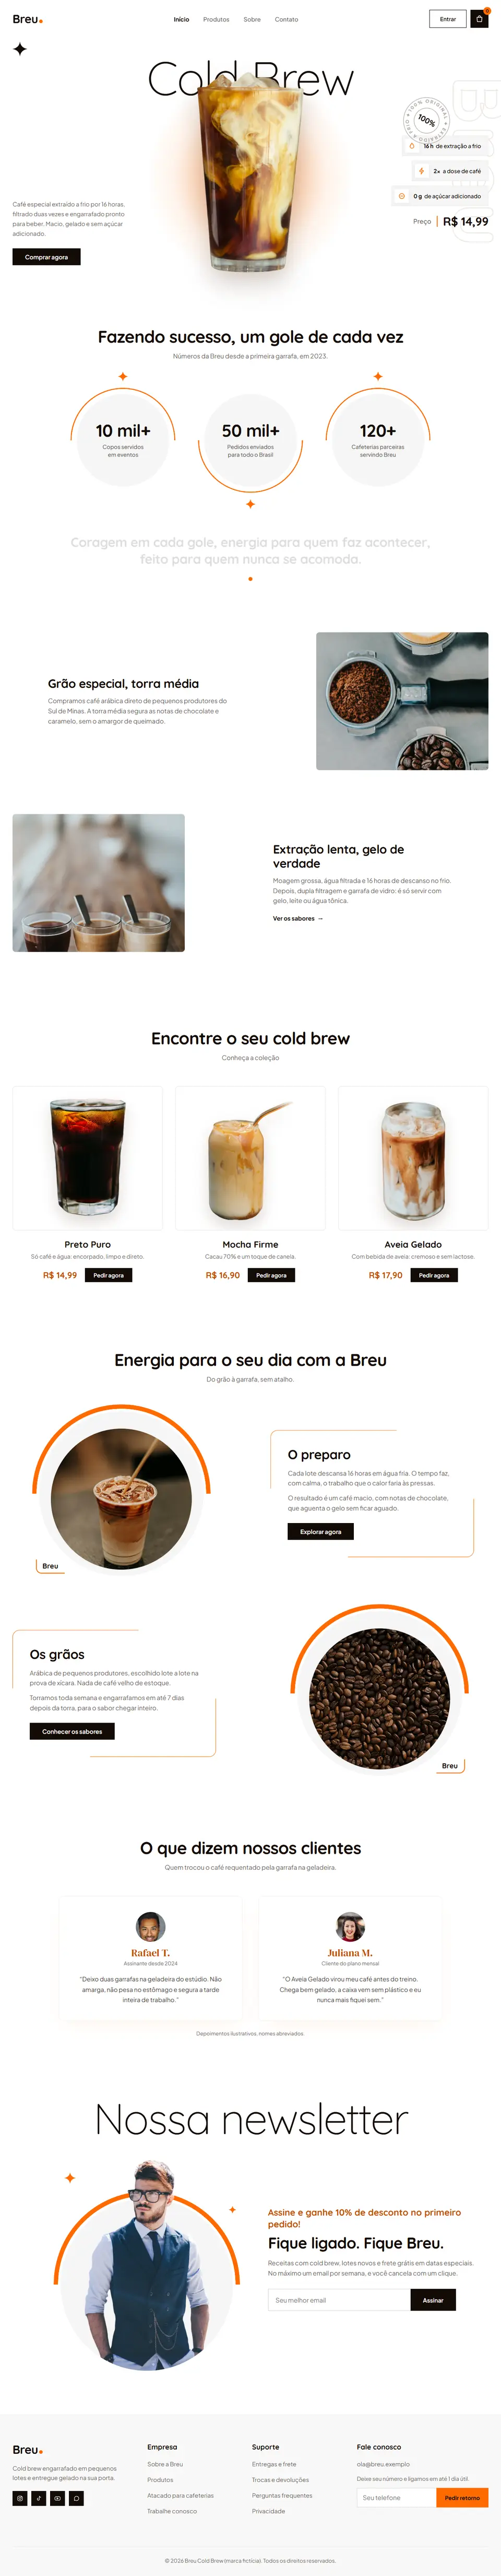 Breu.
Início Produtos Sobre Contato
Entrar
0
Cold Brew
100%
16 h de extração a frio
2x a dose de café
0 g de açúcar adicionado
Preço R$ 14,99
Café especial extraído a frio por 16 horas,
filtrado duas vezes e engarrafado pronto
para beber. Macio, gelado e sem açúcar
adicionado.
Comprar agora
Fazendo sucesso, um gole de cada vez
Números da Breu desde a primeira garrafa, em 2023.
10 mil+
Copos servidos
em eventos
50 mil+
Pedidos enviados
para todo o Brasil
120+
Cafeterias parceiras
servindo Breu
Coragem em cada gole, energia para quem faz acontecer,
feito para quem nunca se acomoda.
Grão especial, torra média
Compramos café arábica direto de pequenos produtores do
Sul de Minas. A torra média segura as notas de chocolate e
caramelo, sem o amargor de queimado.
Extração lenta, gelo de
verdade
Moagem grossa, água filtrada e 16 horas de descanso no frio.
Depois, dupla filtragem e garrafa de vidro: é só servir com
gelo, leite ou água tônica.
Ver os sabores →
Encontre o seu cold brew
Conheça a coleção
Preto Puro
Só café e água: encorpado, limpo e direto.
R$ 14,99 Pedir agora
Mocha Firme
Cacau 70% e um toque de canela.
R$ 16,90 Pedir agora
Aveia Gelado
Com bebida de aveia: cremoso e sem lactose.
R$ 17,90 Pedir agora
Energia para o seu dia com a Breu
Do grão à garrafa, sem atalho.
Breu
O preparo
Cada lote descansa 16 horas em água fria. O tempo faz,
com calma, o trabalho que o calor faria às pressas.
O resultado é um café macio, com notas de chocolate,
que aguenta o gelo sem ficar aguado.
Explorar agora
Os grãos
Arábica de pequenos produtores, escolhido lote a lote na
prova de xícara. Nada de café velho de estoque.
Torramos toda semana e engarrafamos em até 7 dias
depois da torra, para o sabor chegar inteiro.
Conhecer os sabores
Breu
O que dizem nossos clientes
Quem trocou o café requentado pela garrafa na geladeira.
Rafael T.
Assinante desde 2024
"Deixo duas garrafas na geladeira do estúdio. Não
amarga, não pesa no estômago e segura a tarde
inteira de trabalho."
Juliana M.
Cliente do plano mensal
"O Aveia Gelado virou meu café antes do treino.
Chega bem gelado, a caixa vem sem plástico e eu
nunca mais fiquei sem."
Depoimentos ilustrativos, nomes abreviados.
Nossa newsletter
Assine e ganhe 10% de desconto no primeiro
pedido!
Fique ligado. Fique Breu.
Receitas com cold brew, lotes novos e frete grátis em datas especiais.
No máximo um email por semana, e você cancela com um clique.
Seu melhor email
Assinar
Breu.
Cold brew engarrafado em pequenos
lotes e entregue gelado na sua porta.
Empresa
Sobre a Breu
Produtos
Atacado para cafeterias
Trabalhe conosco
Suporte
Entregas e frete
Trocas e devoluções
Perguntas frequentes
Privacidade
Fale conosco
ola@breu.exemplo
Deixe seu número e ligamos em até 1 dia útil.
Seu telefone
Pedir retorno
© 2026 Breu Cold Brew (marca fictícia). Todos os direitos reservados.